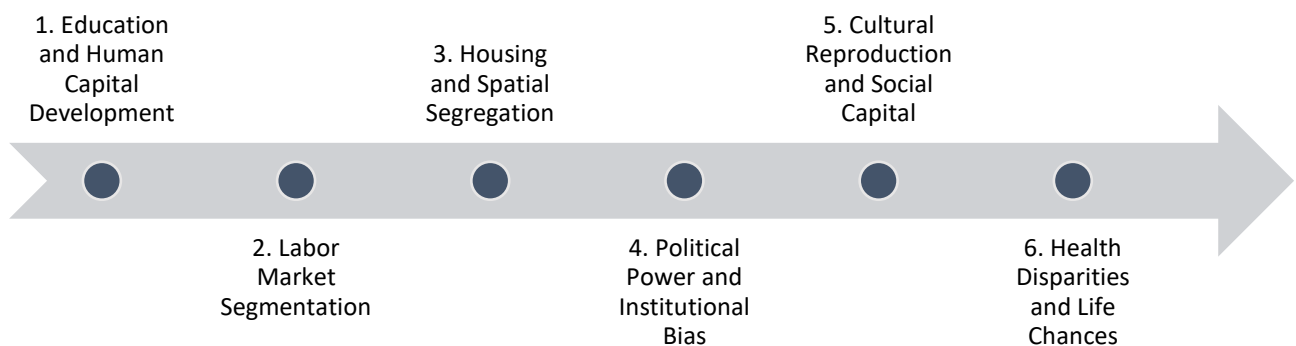 1. Education
and Human
Capital
Development
2. Labor
Market
Segmentation
3. Housing
and Spatial
Segregation
4. Political
Power and
Institutional
Bias
5. Cultural
Reproduction
and Social
Capital
6. Health
Disparities
and Life
Chances